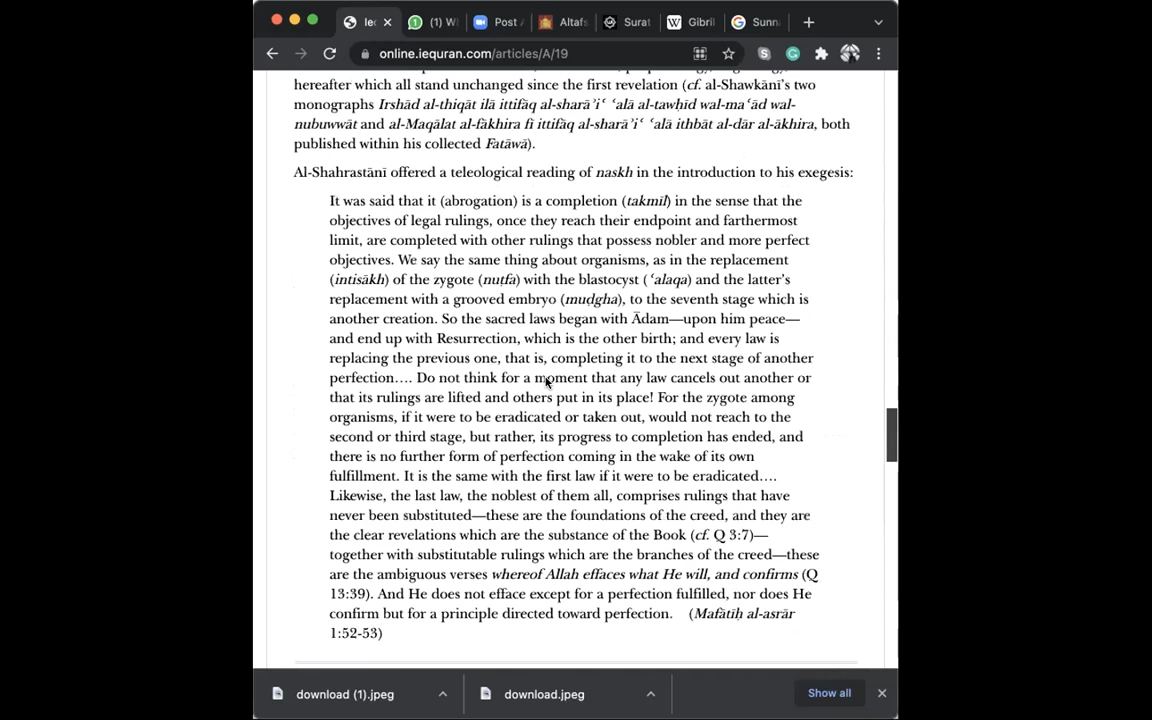 iec
(1) W
Post
Altafs
Surat
Gibril
Sunn
online.iequran.com/articles/A/19
hereafter which all stand unchanged since the first revelation (cf. al-Shawkānī's two
monographs Irshād al-thiqāt ilā ittifāq al-sharāʾiʿ ʿalā al-tawḥīd wal-maʿād wal-
nubuwwāt and al-Maqālat al-fākhira fī ittifāq al-sharāʾiʿ ʿalā ithbāt al-dār al-ākhira, both
published within his collected Fatāwā).
Al-Shahrastānī offered a teleological reading of naskh in the introduction to his exegesis:
It was said that it (abrogation) is a completion (takmīl) in the sense that the
objectives of legal rulings, once they reach their endpoint and farthermost
limit, are completed with other rulings that possess nobler and more perfect
objectives. We say the same thing about organisms, as in the replacement
(intisākh) of the zygote (nuṭfa) with the blastocyst (ʿalaqa) and the latter's
replacement with a grooved embryo (muḍgha), to the seventh stage which is
another creation. So the sacred laws began with Ādam—upon him peace—
and end up with Resurrection, which is the other birth; and every law is
replacing the previous one, that is, completing it to the next stage of another
perfection.… Do not think for a moment that any law cancels out another or
that its rulings are lifted and others put in its place! For the zygote among
organisms, if it were to be eradicated or taken out, would not reach to the
second or third stage, but rather, its progress to completion has ended, and
there is no further form of perfection coming in the wake of its own
fulfillment. It is the same with the first law if it were to be eradicated….
Likewise, the last law, the noblest of them all, comprises rulings that have
never been substituted—these are the foundations of the creed, and they are
the clear revelations which are the substance of the Book (cf. Q 3:7)—
together with substitutable rulings which are the branches of the creed—these
are the ambiguous verses whereof Allah effaces what He will, and confirms (Q
13:39). And He does not efface except for a perfection fulfilled, nor does He
confirm but for a principle directed toward perfection. (Mafātīḥ al-asrār
1:52-53)
download (1).jpeg
download.jpeg
Show all